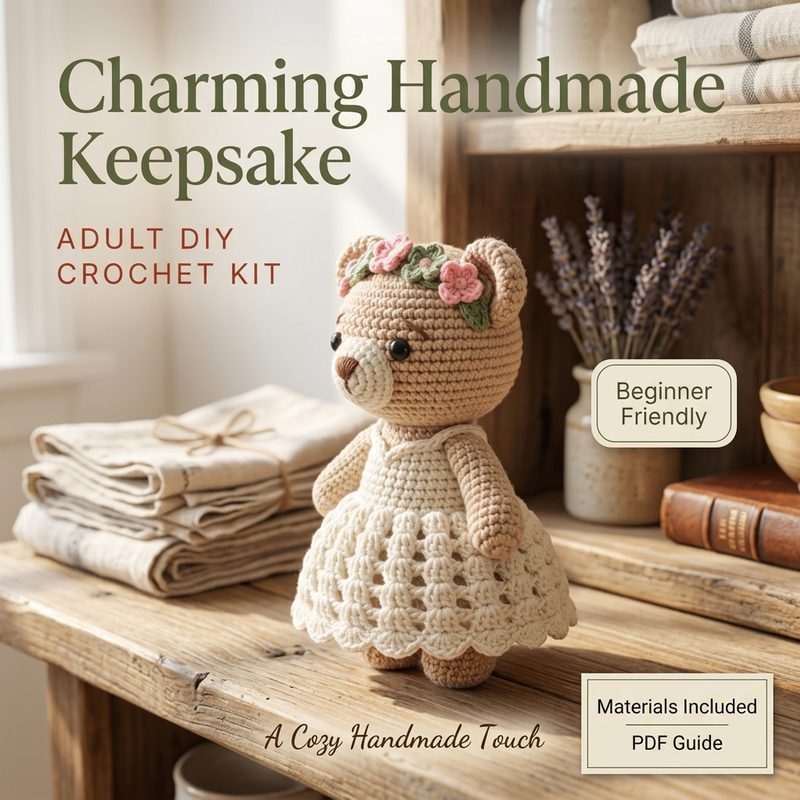 Charming Handmade
Keepsake
ADULT DIY
CROCHET KIT
Beginner
Friendly
A Cozy Handmade Touch
Materials Included
PDF Guide